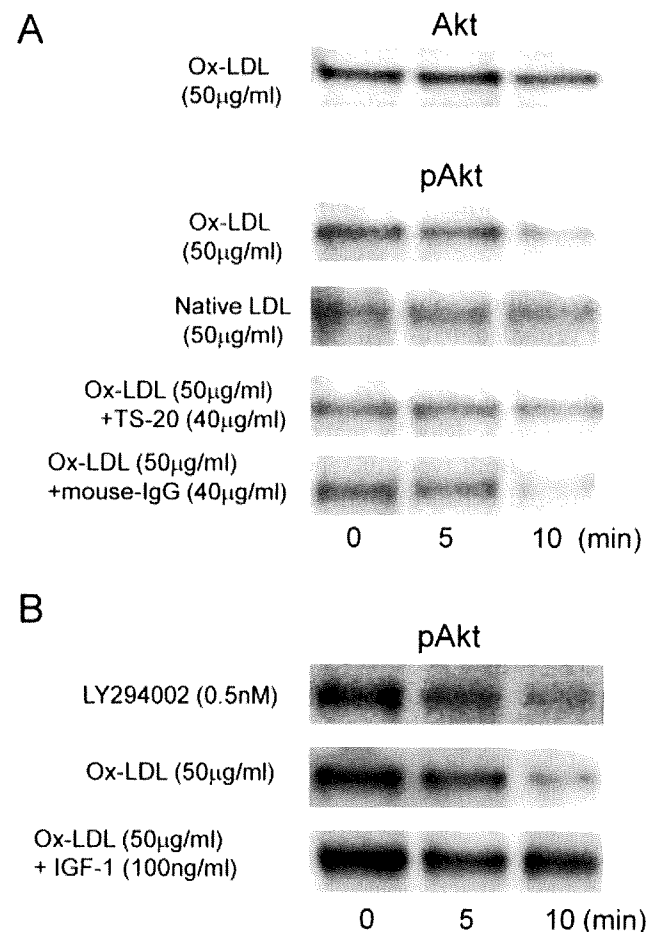 A
Akt
Ox-LDL
(50µg/ml)
pAkt
Ox-LDL
(50µg/ml)
Native LDL
(50µg/ml)
Ox-LDL (50µg/ml)
+TS-20 (40µg/ml)
Ox-LDL (50µg/ml)
+mouse-IgG (40µg/ml)
0 5 10 (min)
B
pAkt
LY294002 (0.5nM)
Ox-LDL (50µg/ml)
Ox-LDL (50µg/ml)
+ IGF-1 (100ng/ml)
0 5 10 (min)